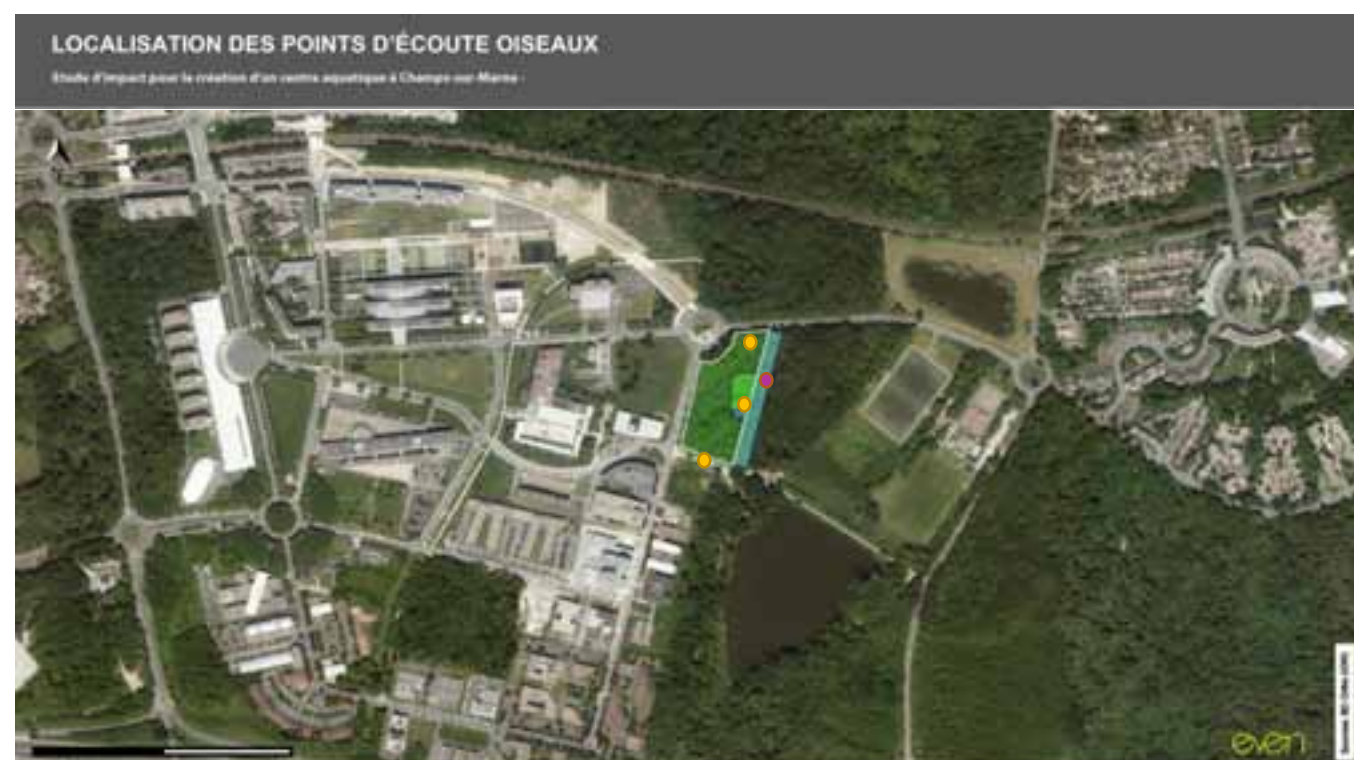 LOCALISATION DES POINTS D'ÉCOUTE OISEAUX
Etude d'impact pour la création d'un centre aquatique à Champs-sur-Marne -
even